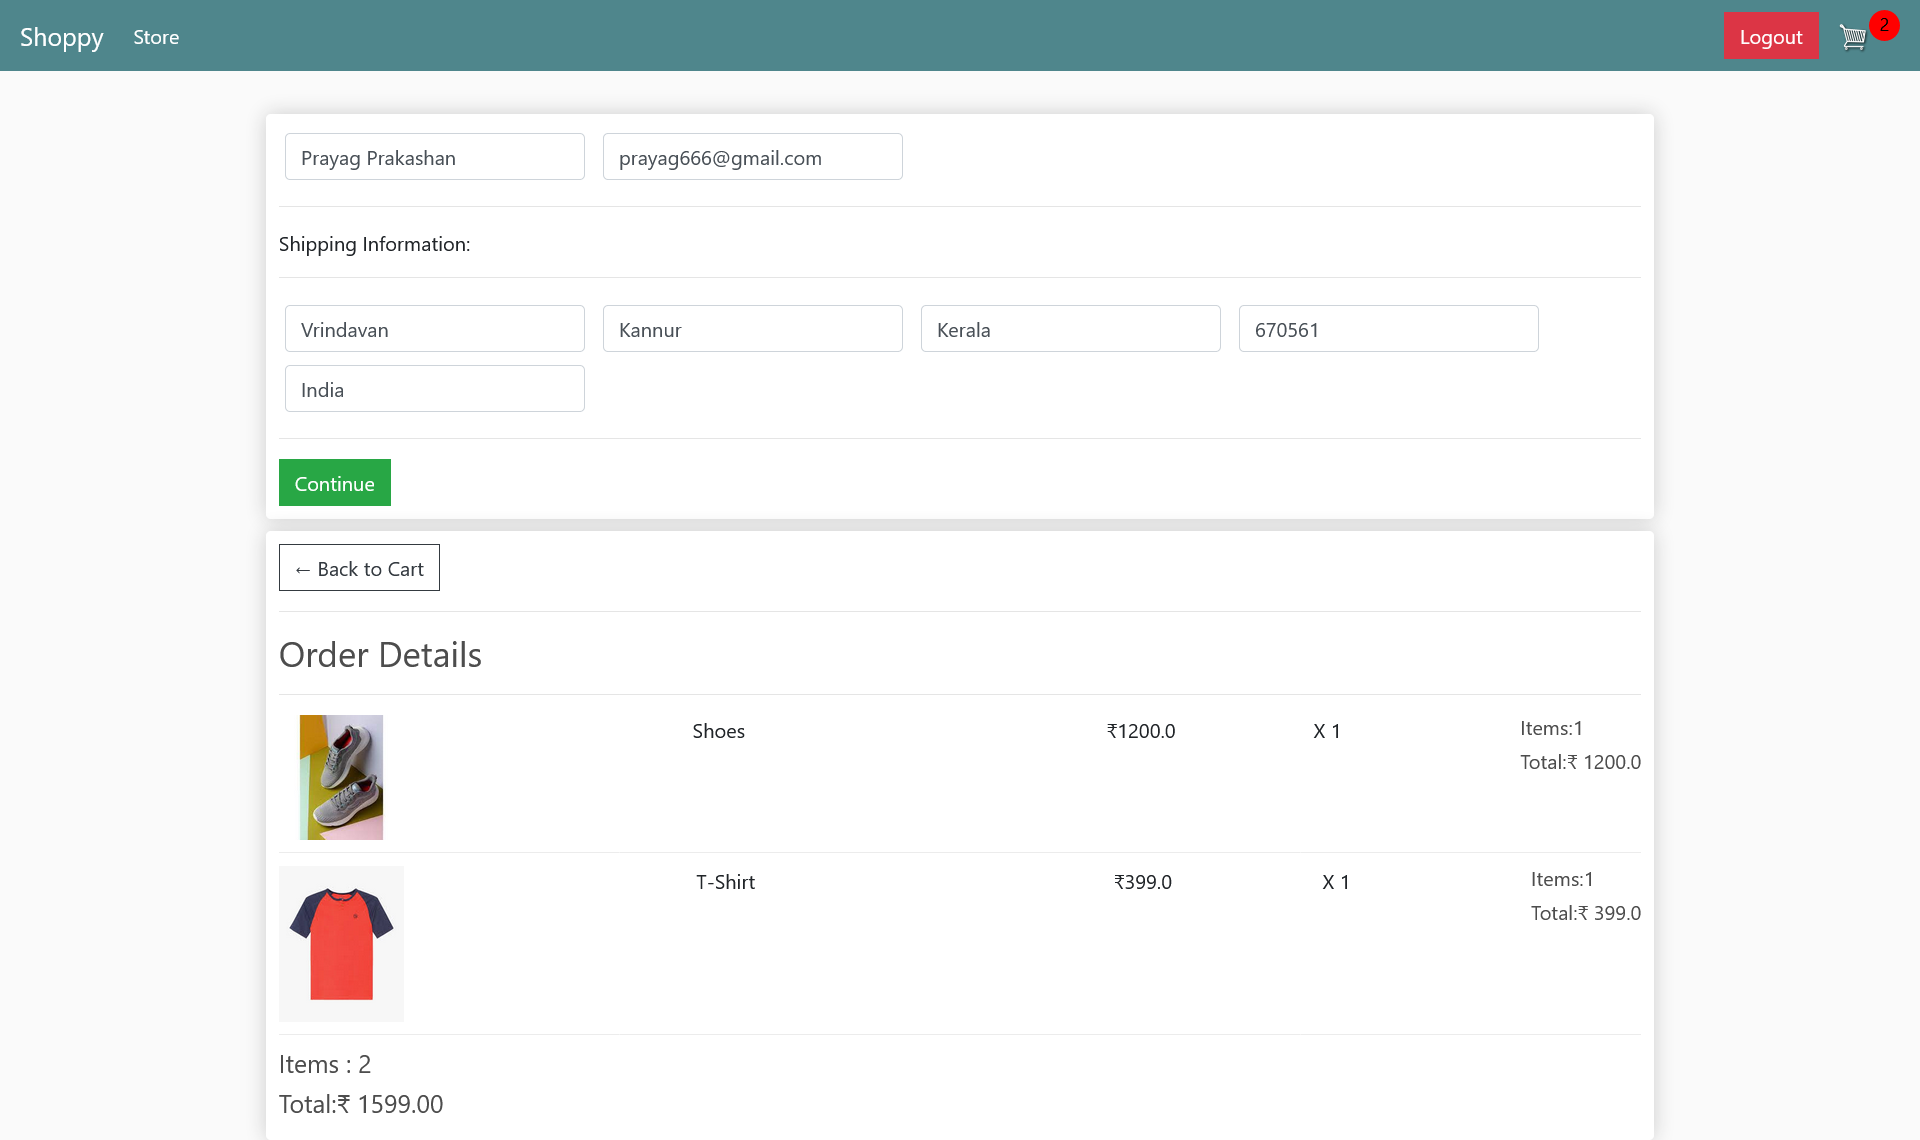 Shoppy Store Logout 2
Prayag Prakashan prayag666@gmail.com
Shipping Information:
Vrindavan Kannur Kerala 670561
India
Continue
← Back to Cart
Order Details
Shoes ₹1200.0 X 1 Items:1
Total:₹ 1200.0
T-Shirt ₹399.0 X 1 Items:1
Total:₹ 399.0
Items : 2
Total:₹ 1599.00